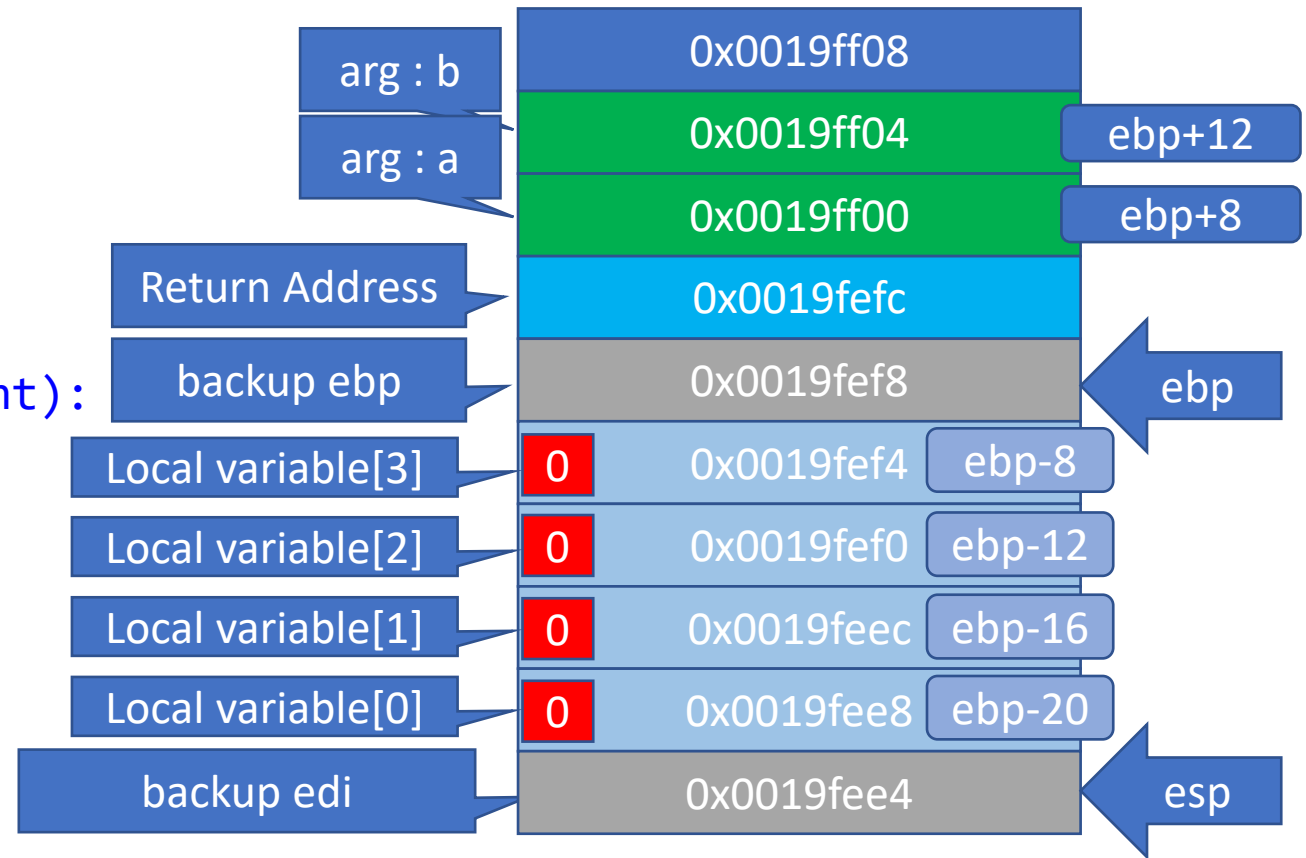 0x0019ff08
arg : b
0x0019ff04
ebp+12
arg : a
0x0019ff00
ebp+8
Return Address
0x0019fefc
nt):
backup ebp
0x0019fef8
ebp
Local variable[3]
0
0x0019fef4
ebp-8
Local variable[2]
0
0x0019fef0
ebp-12
Local variable[1]
0
0x0019feec
ebp-16
Local variable[0]
0
0x0019fee8
ebp-20
backup edi
0x0019fee4
esp